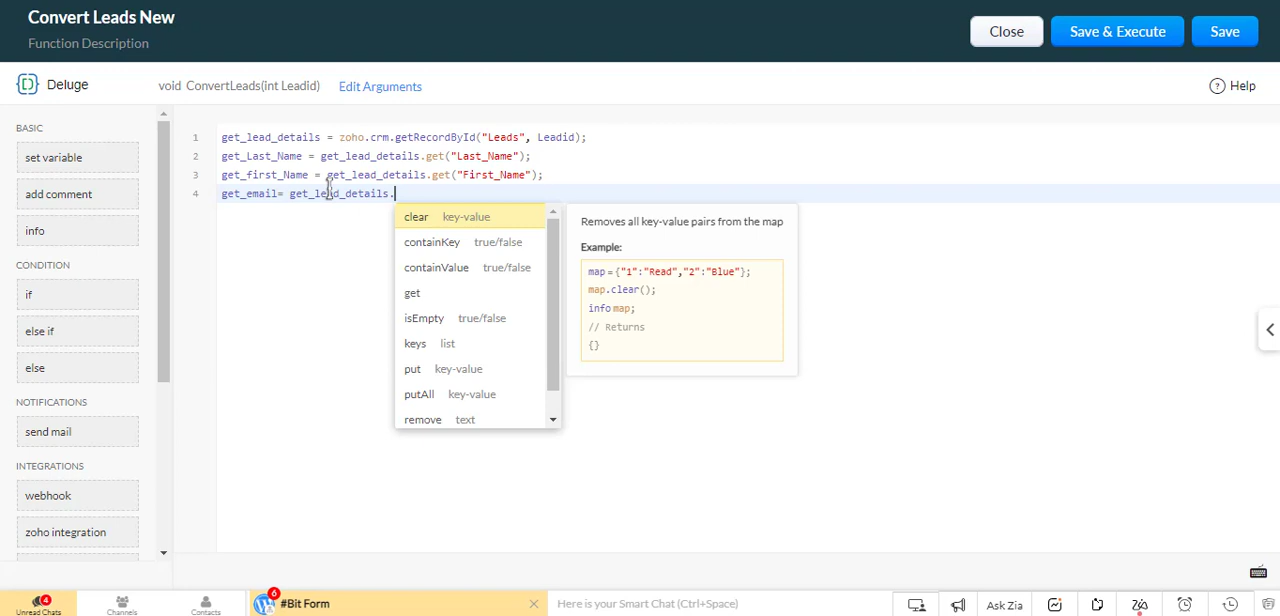 Convert Leads New
Function Description
Close
Save & Execute
Save
Deluge
void ConvertLeads(int Leadid)
Edit Arguments
? Help
BASIC
set variable
add comment
info
CONDITION
if
else if
else
NOTIFICATIONS
send mail
INTEGRATIONS
webhook
zoho integration
1 get_lead_details = zoho.crm.getRecordById("Leads", Leadid);
2 get_Last_Name = get_lead_details.get("Last_Name");
3 get_first_Name = get_lead_details.get("First_Name");
4 get_email= get_lead_details.
clear key-value
containKey true/false
containValue true/false
get
isEmpty true/false
keys list
put key-value
putAll key-value
remove text
Removes all key-value pairs from the map
Example:
map = {"1":"Read","2":"Blue"};
map.clear();
info map;
// Returns
{}
4
Unread Chats
Channels
Contacts
6
#Bit Form
Here is your Smart Chat (Ctrl+Space)
Ask Zia